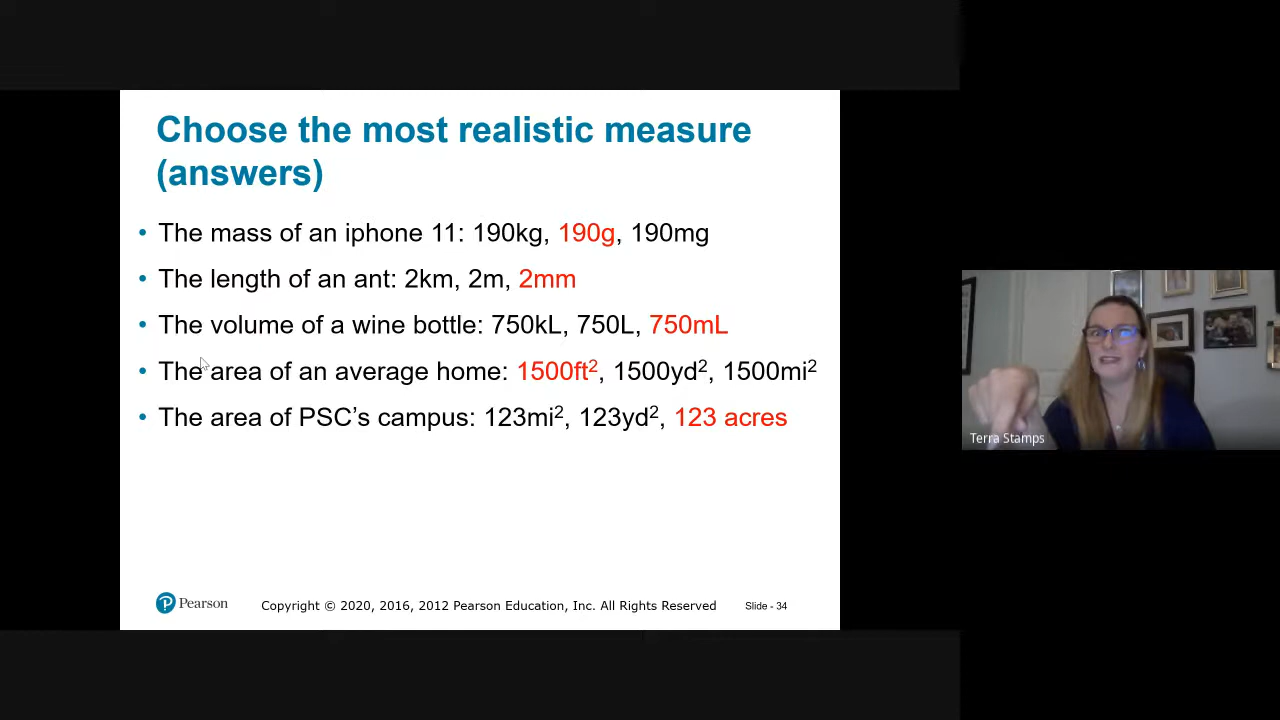 Choose the most realistic measure
(answers)
• The mass of an iphone 11: 190kg, 190g, 190mg
• The length of an ant: 2km, 2m, 2mm
• The volume of a wine bottle: 750kL, 750L, 750mL
• The area of an average home: 1500ft², 1500yd², 1500mi²
• The area of PSC’s campus: 123mi², 123yd², 123 acres
Terra Stamps
P Pearson
Copyright © 2020, 2016, 2012 Pearson Education, Inc. All Rights Reserved
Slide - 34